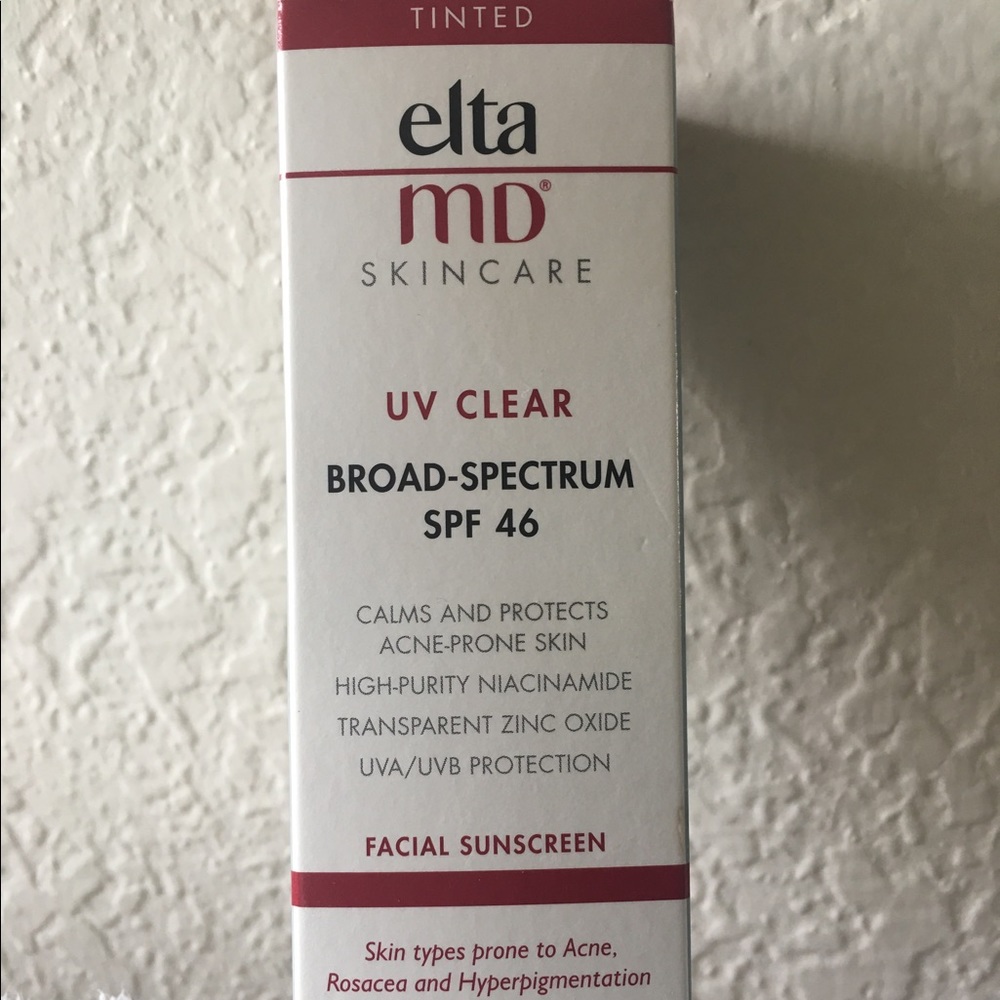 TINTED
elta
MD®
SKINCARE
UV CLEAR
BROAD-SPECTRUM
SPF 46
CALMS AND PROTECTS
ACNE-PRONE SKIN
HIGH-PURITY NIACINAMIDE
TRANSPARENT ZINC OXIDE
UVA/UVB PROTECTION
FACIAL SUNSCREEN
Skin types prone to Acne,
Rosacea and Hyperpigmentation